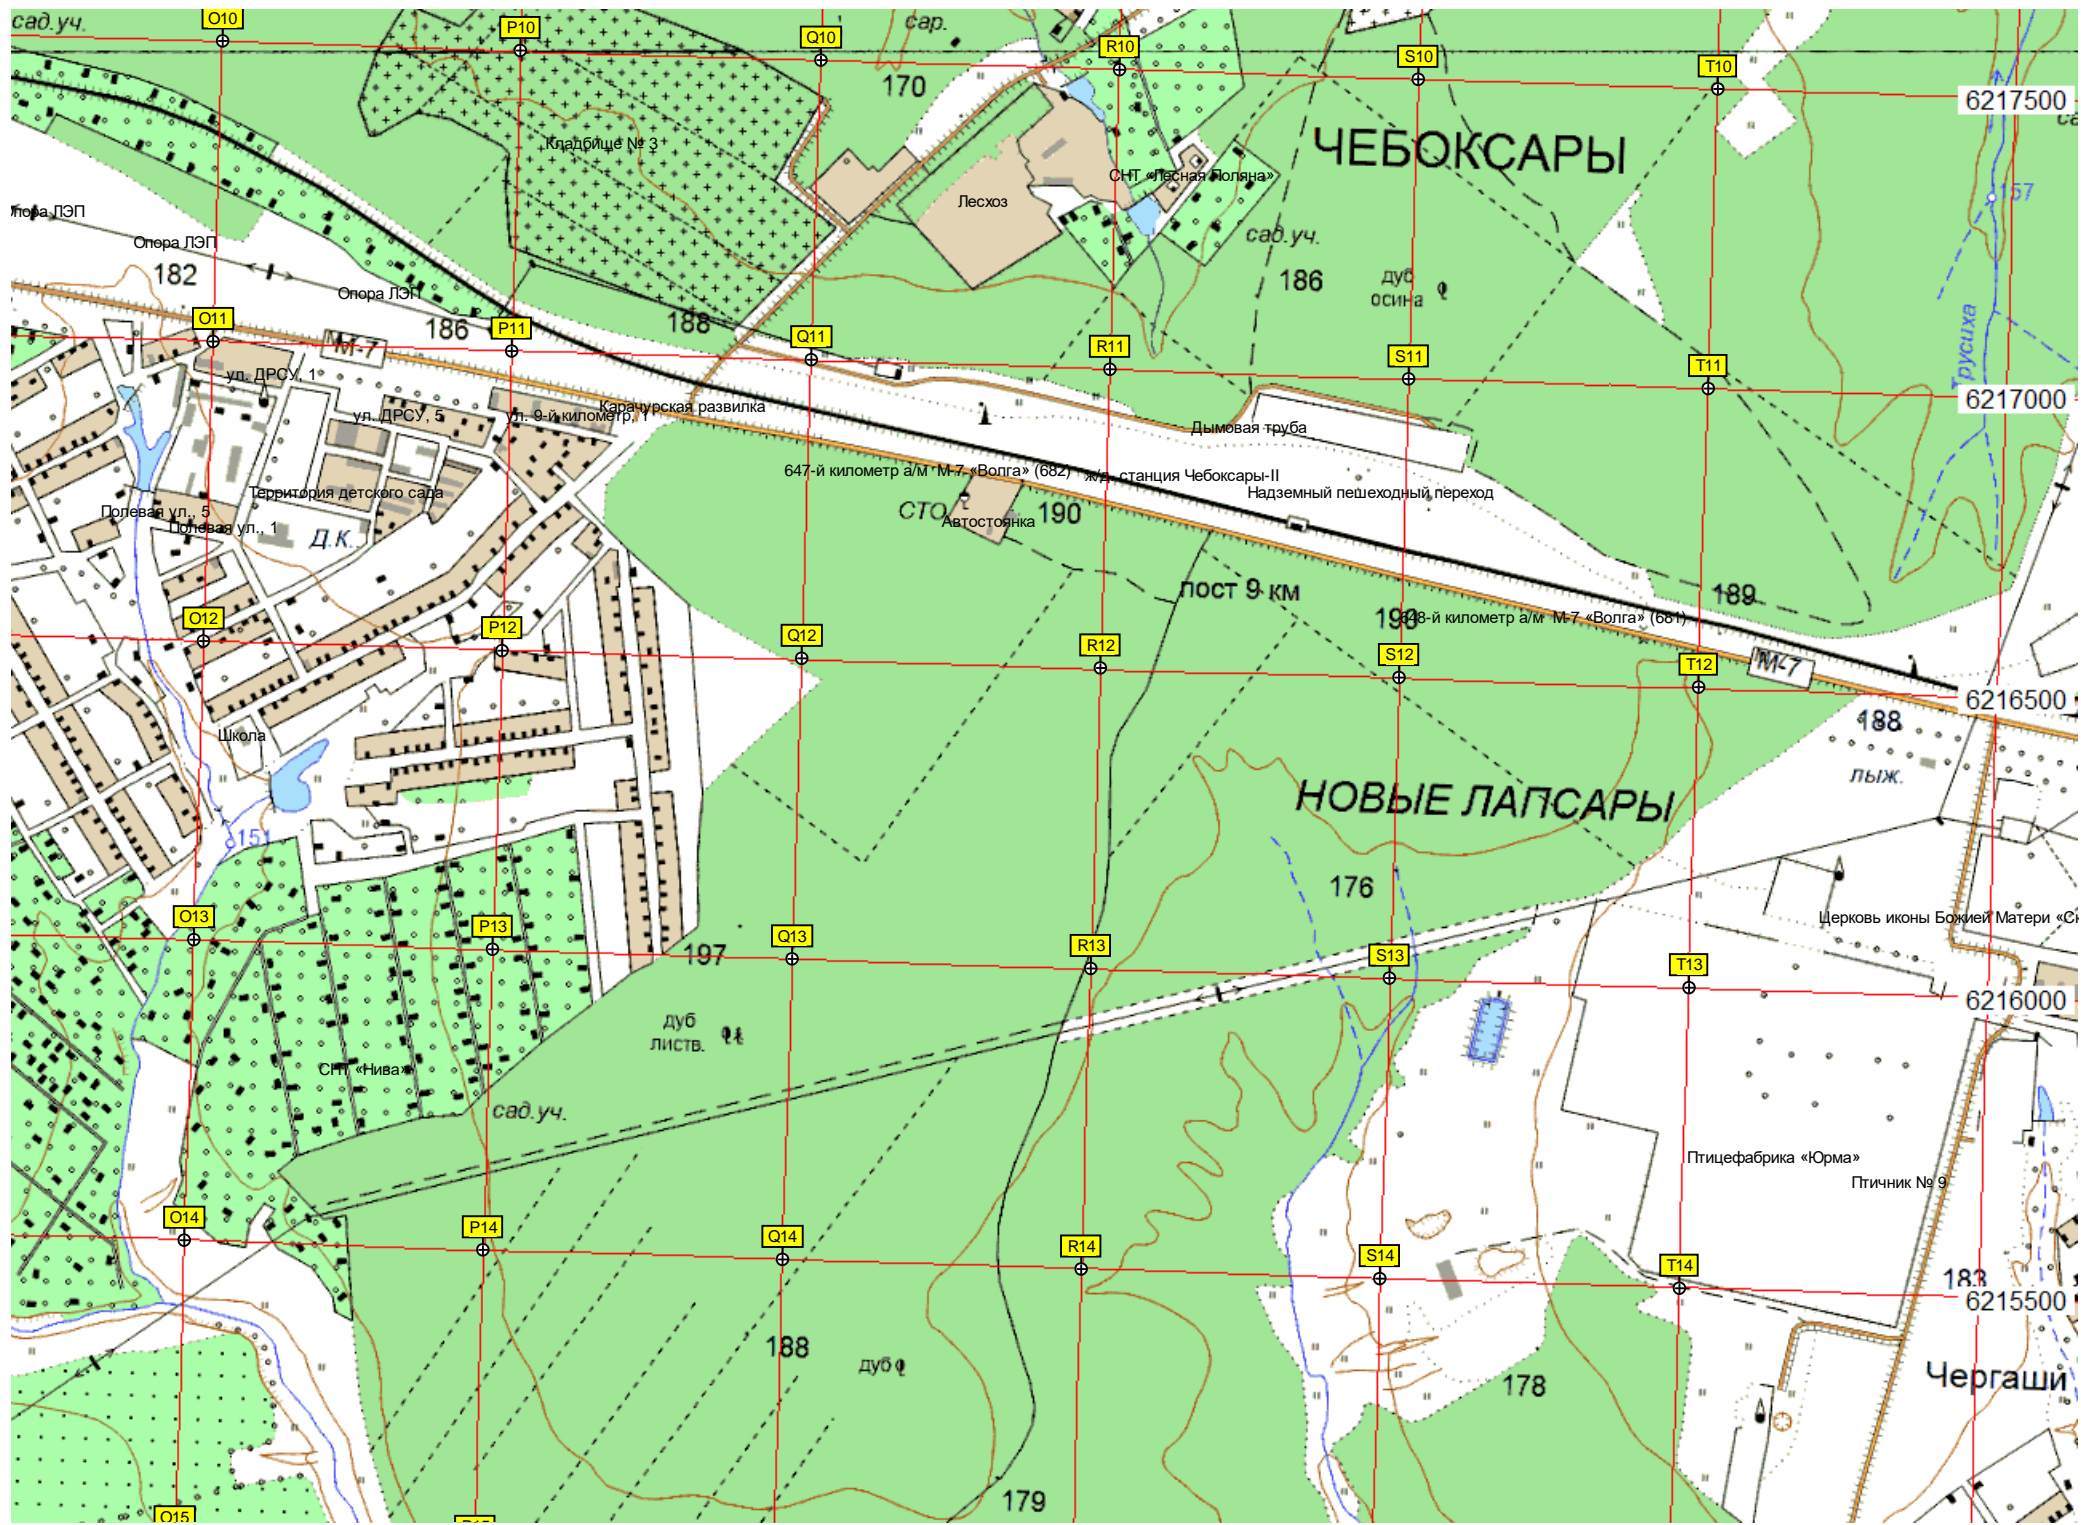 сад.уч.
O10
P10
Q10
сар.
R10
S10
T10
6217500
170
ЧЕБОКСАРЫ
Кладбище № 3
СНТ «Лесная Поляна»
Лесхоз
157
Опора ЛЭП
сад.уч.
182
186
дуб
осина
Опора ЛЭП
O11
P11
Q11
R11
S11
T11
186
188
М-7
Трусиха
6217000
ул. ДРСУ, 1
ул. ДРСУ, 5
ул. 9-й километр, 1
Карачурская развилка
Дымовая труба
647-й километр а/м М-7 «Волга» (682)
ж/д. станция Чебоксары-II
Территория детского сада
Надземный пешеходный переход
Полевая ул., 5
Полевая ул., 1
Д.К.
СТО
Автостоянка
190
пост 9 км
189
190
648-й километр а/м М-7 «Волга» (681)
O12
P12
Q12
R12
S12
T12
М-7
6216500
188
Школа
лыж.
НОВЫЕ ЛАПСАРЫ
151
176
O13
P13
Q13
R13
S13
T13
Церковь иконы Божией Матери «Ск
197
6216000
дуб
листв.
СНТ «Нива»
сад.уч.
Птицефабрика «Юрма»
Птичник № 9
O14
P14
Q14
R14
S14
T14
183
6215500
188
дуб
178
Чергаши
179
O15